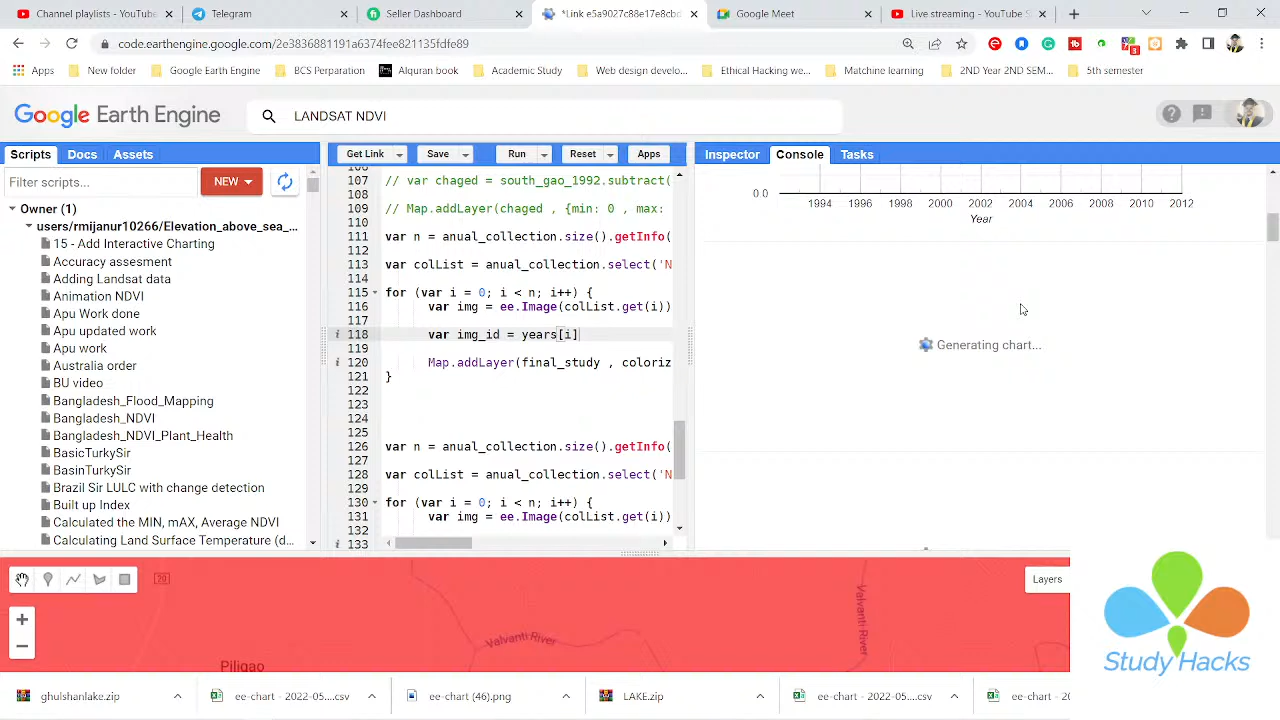 Channel playlists - YouTube
Telegram
Seller Dashboard
*Link e5a9027c88e17e8cb
Google Meet
Live streaming - YouTube S
code.earthengine.google.com
Apps
New folder
Google Earth Engine
BCS Perparation
Alquran book
Academic Study
Web design develo...
Ethical Hacking we...
Matchine learning
2ND Year 2ND SEM...
5th semester
Google Earth Engine
LANDSAT NDVI
Scripts Docs Assets
Get Link Save Run Reset Apps
Inspector Console Tasks
Filter scripts...
NEW
Owner (1)
users/rmijanur10266/Elevation_above_sea_...
15 - Add Interactive Charting
Accuracy assesment
Adding Landsat data
Animation NDVI
Apu Work done
Apu updated work
Apu work
Australia order
BU video
Bangladesh_Flood_Mapping
Bangladesh_NDVI
Bangladesh_NDVI_Plant_Health
BasicTurkySir
BasinTurkySir
Brazil Sir LULC with change detection
Built up Index
Calculated the MIN, mAX, Average NDVI
Calculating Land Surface Temperature (d...
107 // var chaged = south_gao_1992.subtract(
108
109 // Map.addLayer(chaged , {min: 0 , max:
110
111 var n = anual_collection.size().getInfo(
112
113 var colList = anual_collection.select('N
114
115 for (var i = 0; i < n; i++) {
116 var img = ee.Image(colList.get(i))
117
118 var img_id = years[i]
119
120 Map.addLayer(final_study , coloriz
121 }
122
123
124
125
126 var n = anual_collection.size().getInfo(
127
128 var colList = anual_collection.select('N
129
130 for (var i = 0; i < n; i++) {
131 var img = ee.Image(colList.get(i))
132
133
0.0
1994 1996 1998 2000 2002 2004 2006 2008 2010 2012
Year
Generating chart...
20
Valvanti River
Valvanti River
Piligao
Layers
Study Hacks
ghulshanlake.zip
ee-chart - 2022-05....csv
ee-chart (46).png
LAKE.zip
ee-chart - 2022-05....csv
ee-chart - 20